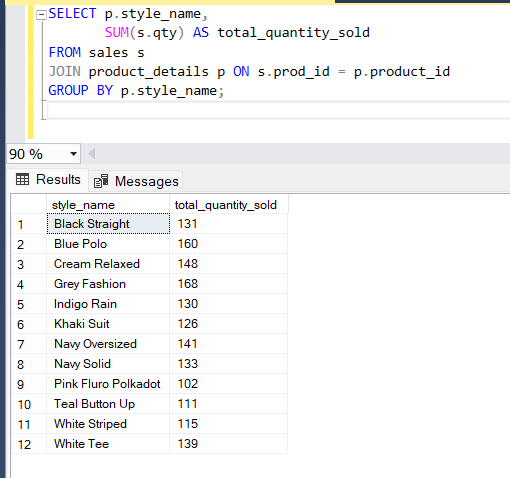 SELECT p.style_name,
SUM(s.qty) AS total_quantity_sold
FROM sales s
JOIN product_details p ON s.prod_id = p.product_id
GROUP BY p.style_name;
90 %
Results Messages
style_name total_quantity_sold
1 Black Straight 131
2 Blue Polo 160
3 Cream Relaxed 148
4 Grey Fashion 168
5 Indigo Rain 130
6 Khaki Suit 126
7 Navy Oversized 141
8 Navy Solid 133
9 Pink Fluro Polkadot 102
10 Teal Button Up 111
11 White Striped 115
12 White Tee 139